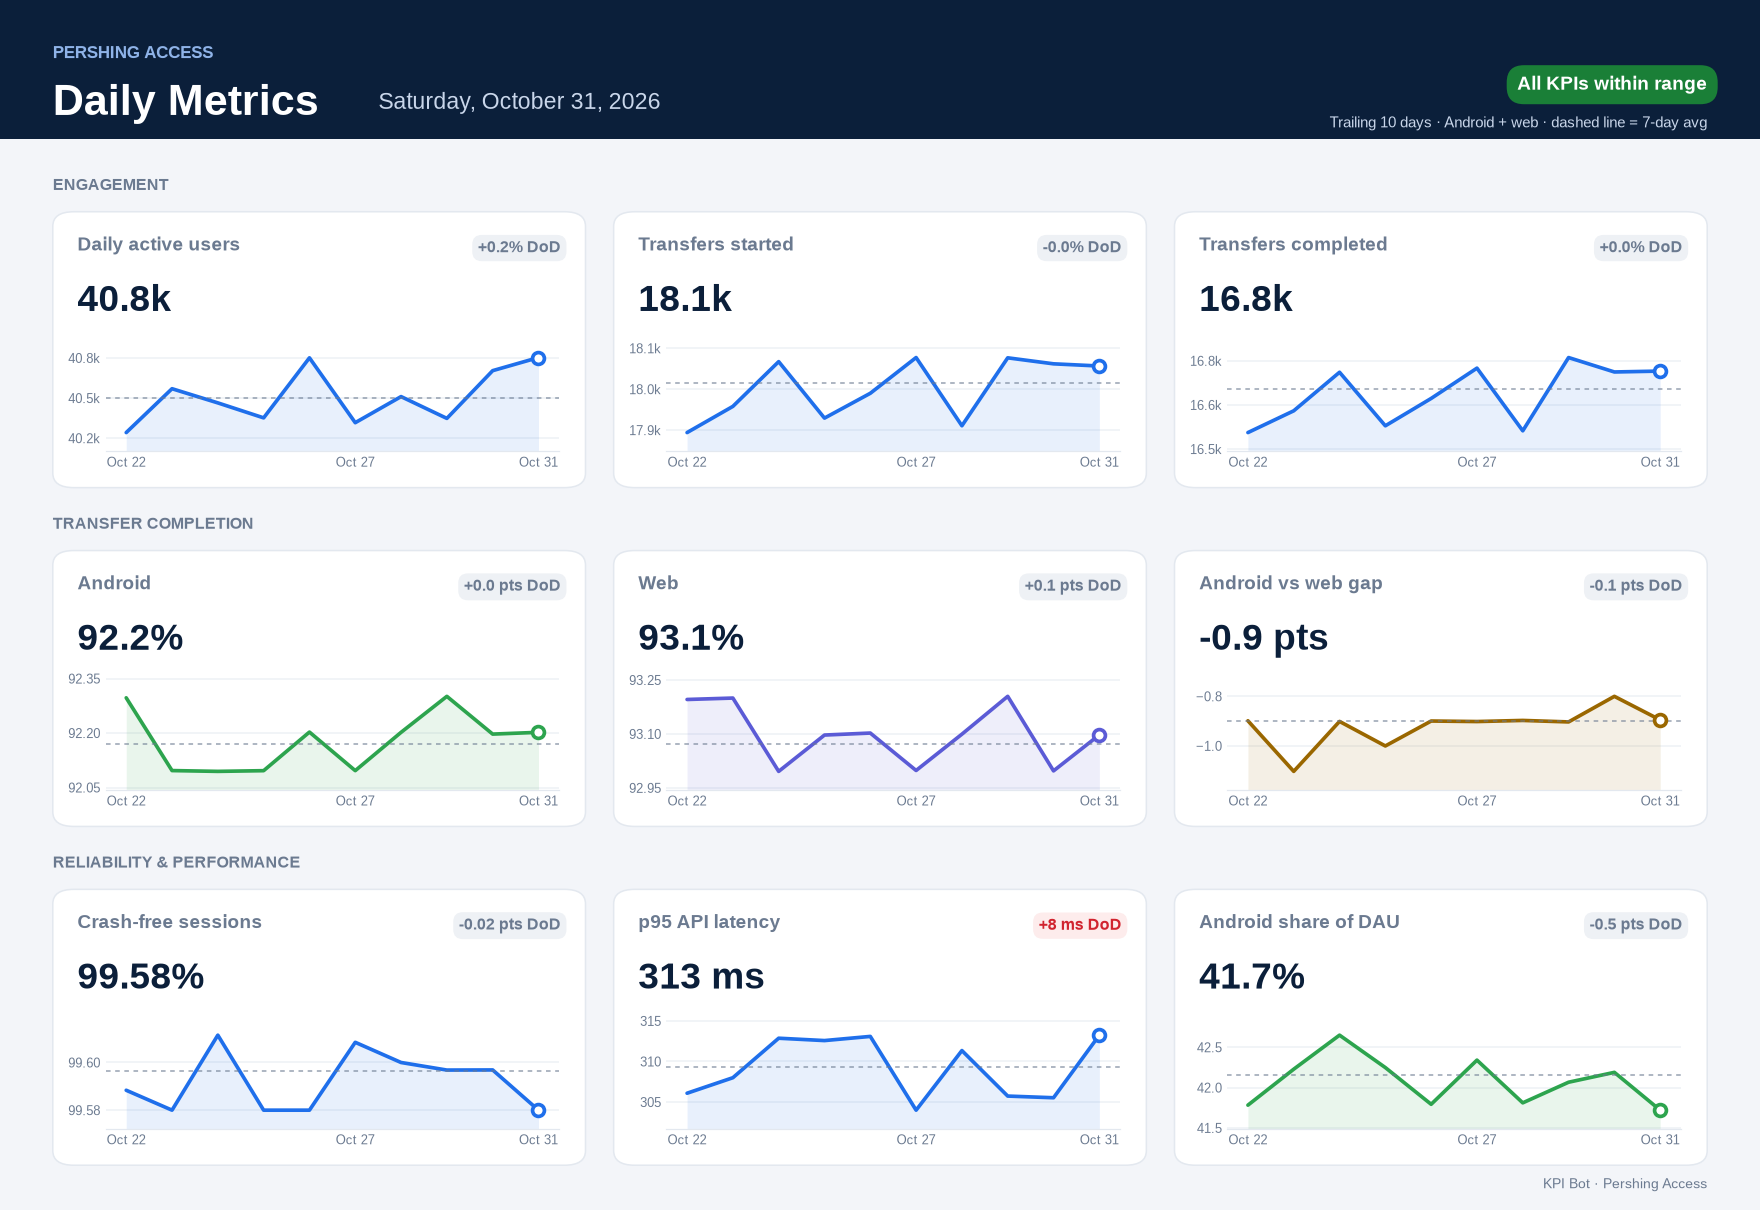 PERSHING ACCESS
Daily Metrics
Saturday, October 31, 2026
All KPIs within range
Trailing 10 days · Android + web · dashed line = 7-day avg
ENGAGEMENT
Daily active users
+0.2% DoD
40.8k
40.8k
40.5k
40.2k
Oct 22
Oct 27
Oct 31
Transfers started
-0.0% DoD
18.1k
18.1k
18.0k
17.9k
Oct 22
Oct 27
Oct 31
Transfers completed
+0.0% DoD
16.8k
16.8k
16.6k
16.5k
Oct 22
Oct 27
Oct 31
TRANSFER COMPLETION
Android
+0.0 pts DoD
92.2%
92.35
92.20
92.05
Oct 22
Oct 27
Oct 31
Web
+0.1 pts DoD
93.1%
93.25
93.10
92.95
Oct 22
Oct 27
Oct 31
Android vs web gap
-0.1 pts DoD
-0.9 pts
−0.8
−1.0
Oct 22
Oct 27
Oct 31
RELIABILITY & PERFORMANCE
Crash-free sessions
-0.02 pts DoD
99.58%
99.60
99.58
Oct 22
Oct 27
Oct 31
p95 API latency
+8 ms DoD
313 ms
315
310
305
Oct 22
Oct 27
Oct 31
Android share of DAU
-0.5 pts DoD
41.7%
42.5
42.0
41.5
Oct 22
Oct 27
Oct 31
KPI Bot · Pershing Access